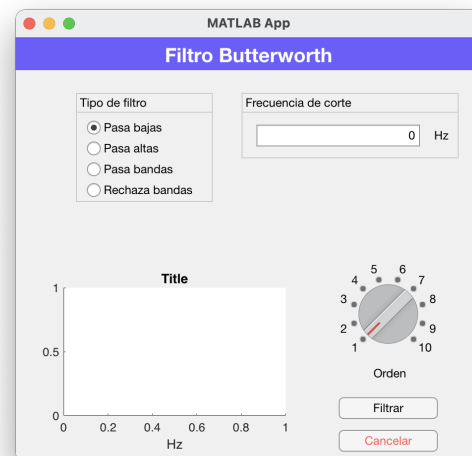 MATLAB App
Filtro Butterworth
Tipo de filtro
Pasa bajas
Pasa altas
Pasa bandas
Rechaza bandas
Frecuencia de corte
0 Hz
Title
1
0.5
0
0 0.2 0.4 0.6 0.8 1
Hz
1 2 3 4 5 6 7 8 9 10
Orden
Filtrar
Cancelar